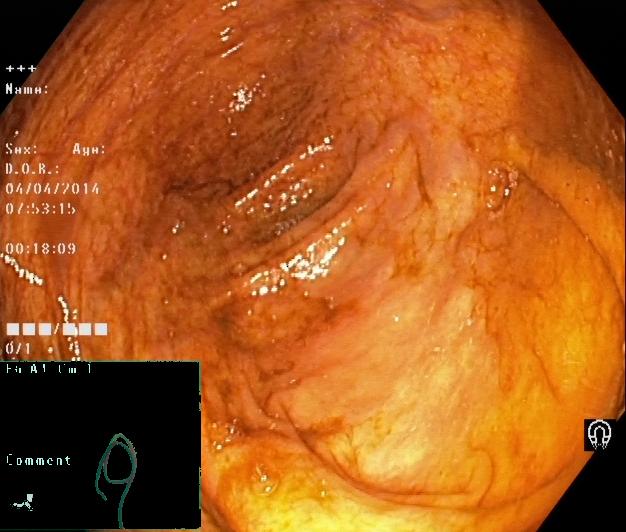 +++
Name:
Sex: Age:
D.O.B.:
04/04/2014
07:53:15
00:18:09
0/1
Comment